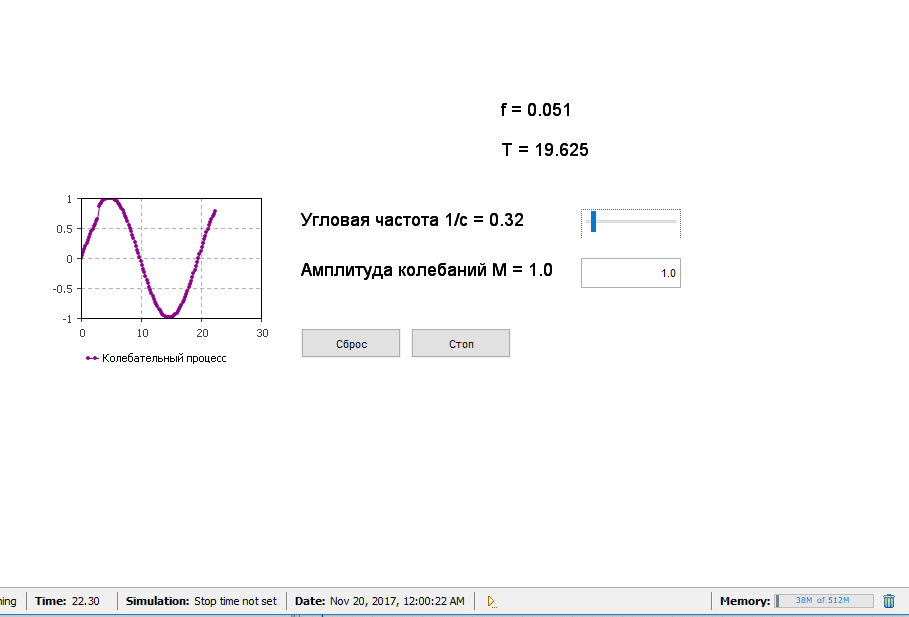 f = 0.051
T = 19.625
1
0.5
0
-0.5
-1
0 10 20 30
Колебательный процесс
Угловая частота 1/с = 0.32
Амплитуда колебаний М = 1.0
1.0
Сброс Стоп
ning Time: 22.30 Simulation: Stop time not set Date: Nov 20, 2017, 12:00:22 AM Memory: 38M of 512M